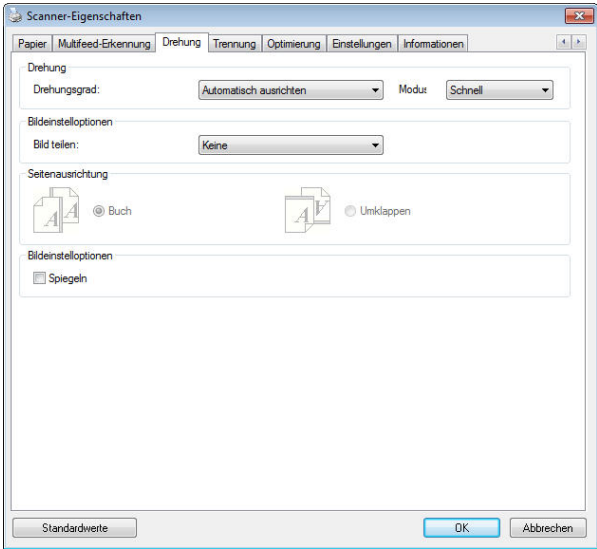 Scanner-Eigenschaften
Papier Multifeed-Erkennung Drehung Trennung Optimierung Einstellungen Informationen
Drehung
Drehungsgrad: Automatisch ausrichten Modus Schnell
Bildeinstelloptionen
Bild teilen: Keine
Seitenausrichtung
A A Buch A A Umklappen
Bildeinstelloptionen
Spiegeln
Standardwerte OK Abbrechen